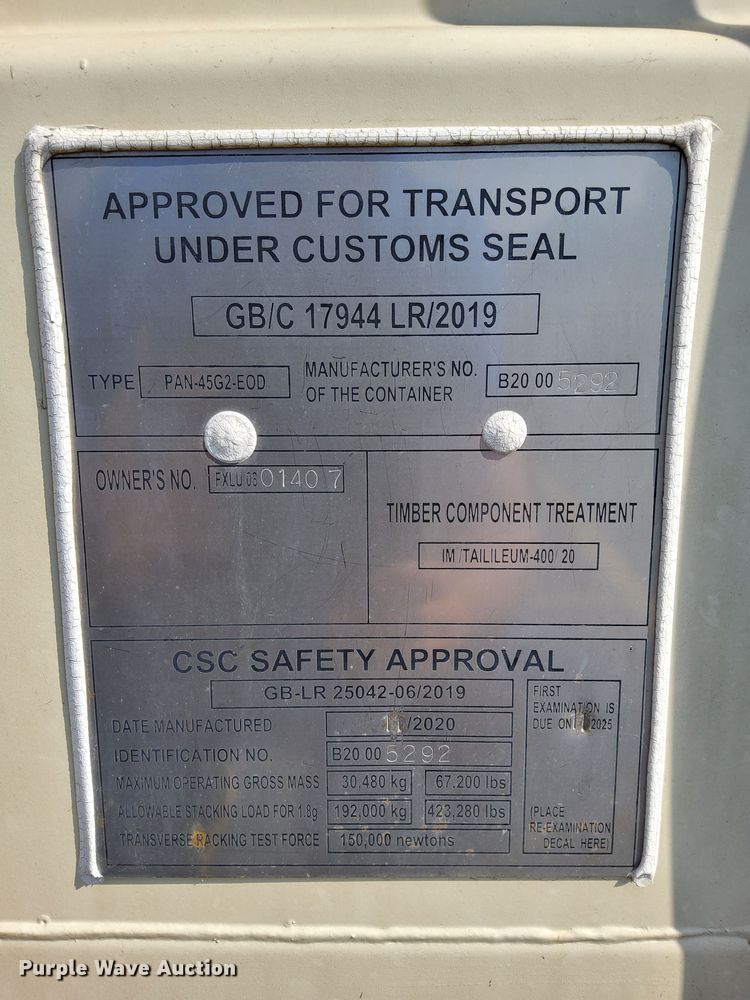 APPROVED FOR TRANSPORT
UNDER CUSTOMS SEAL
GB/C 17944 LR/2019
TYPE PAN-45G2-EOD
MANUFACTURER'S NO.
OF THE CONTAINER
B20 00 5292
OWNER'S NO. FXLU 08 01407
TIMBER COMPONENT TREATMENT
IM /TAILILEUM-400/ 20
CSC SAFETY APPROVAL
GB-LR 25042-06/2019
DATE MANUFACTURED /2020
IDENTIFICATION NO. B20 00 5292
MAXIMUM OPERATING GROSS MASS 30,480 kg 67,200 lbs
ALLOWABLE STACKING LOAD FOR 1.8g 192,000 kg 423,280 lbs
TRANSVERSE RACKING TEST FORCE 150,000 newtons
FIRST
EXAMINATION IS
DUE ON 2025
(PLACE
RE-EXAMINATION
DECAL HERE)
Purple Wave Auction